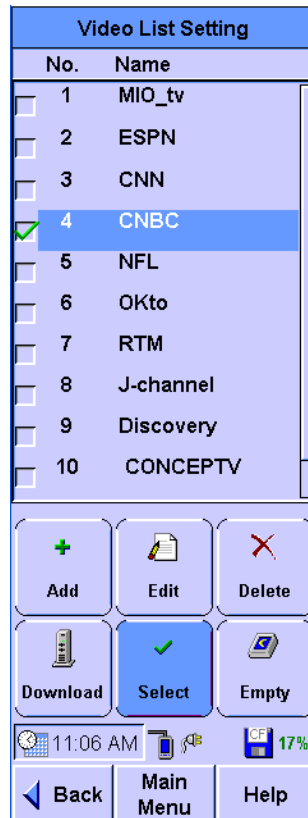 Video List Setting
No. Name
1 MIO_tv
2 ESPN
3 CNN
4 CNBC
5 NFL
6 OKto
7 RTM
8 J-channel
9 Discovery
10 CONCEPTV
Add Edit Delete
Download Select Empty
11:06 AM CF 17%
Back Main Menu Help